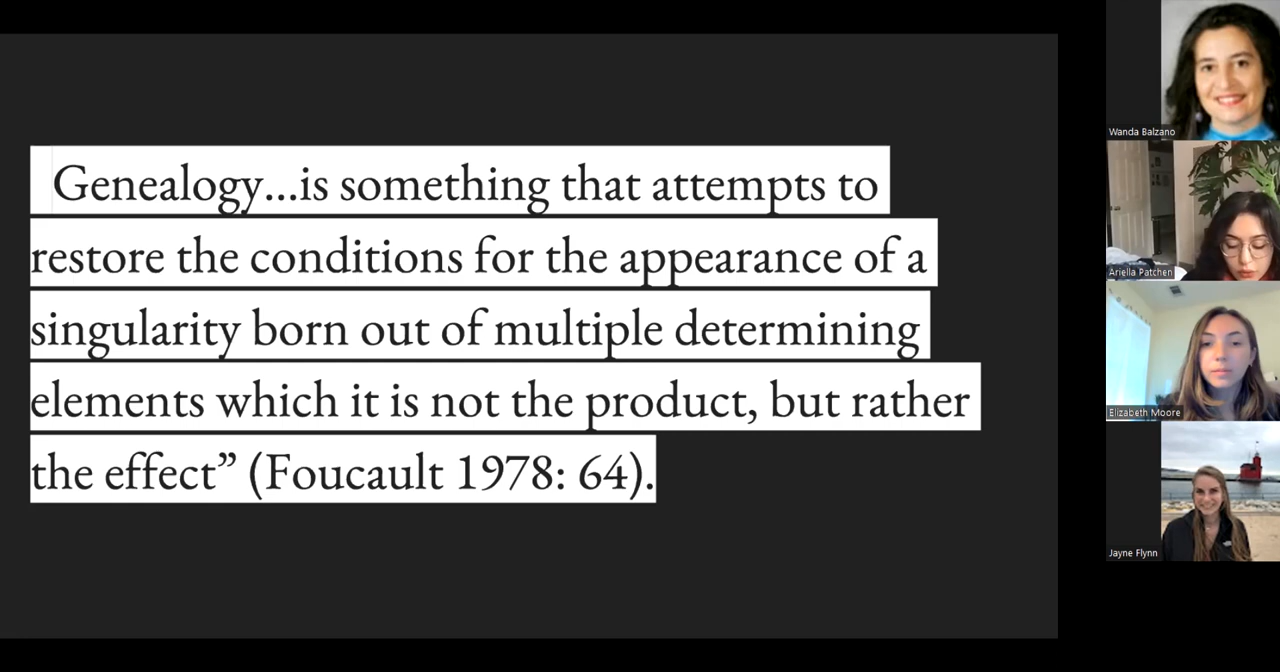 Genealogy...is something that attempts to
restore the conditions for the appearance of a
singularity born out of multiple determining
elements which it is not the product, but rather
the effect” (Foucault 1978: 64).
Wanda Balzano
Ariella Patchen
Elizabeth Moore
Jayne Flynn